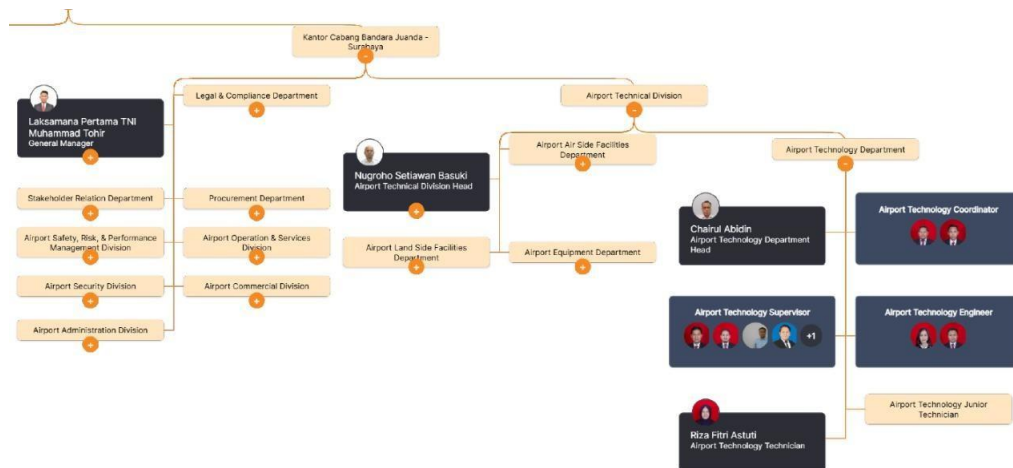 Kantor Cabang Bandara Juanda -
Surabaya
Legal & Compliance Department
Airport Technical Division
Laksamana Pertama TNI
Muhammad Tohir
General Manager
Airport Air Side Facilities
Department
Airport Technology Department
Nugroho Setiawan Basuki
Airport Technical Division Head
Stakeholder Relation Department
Procurement Department
Chairul Abidin
Airport Technology Department
Head
Airport Technology Coordinator
Airport Safety, Risk, & Performance
Management Division
Airport Operation & Services
Division
Airport Land Side Facilities
Department
Airport Equipment Department
Airport Security Division
Airport Commercial Division
Airport Technology Supervisor
+1
Airport Technology Engineer
Airport Administration Division
Airport Technology Junior
Technician
Riza Fitri Astuti
Airport Technology Technician